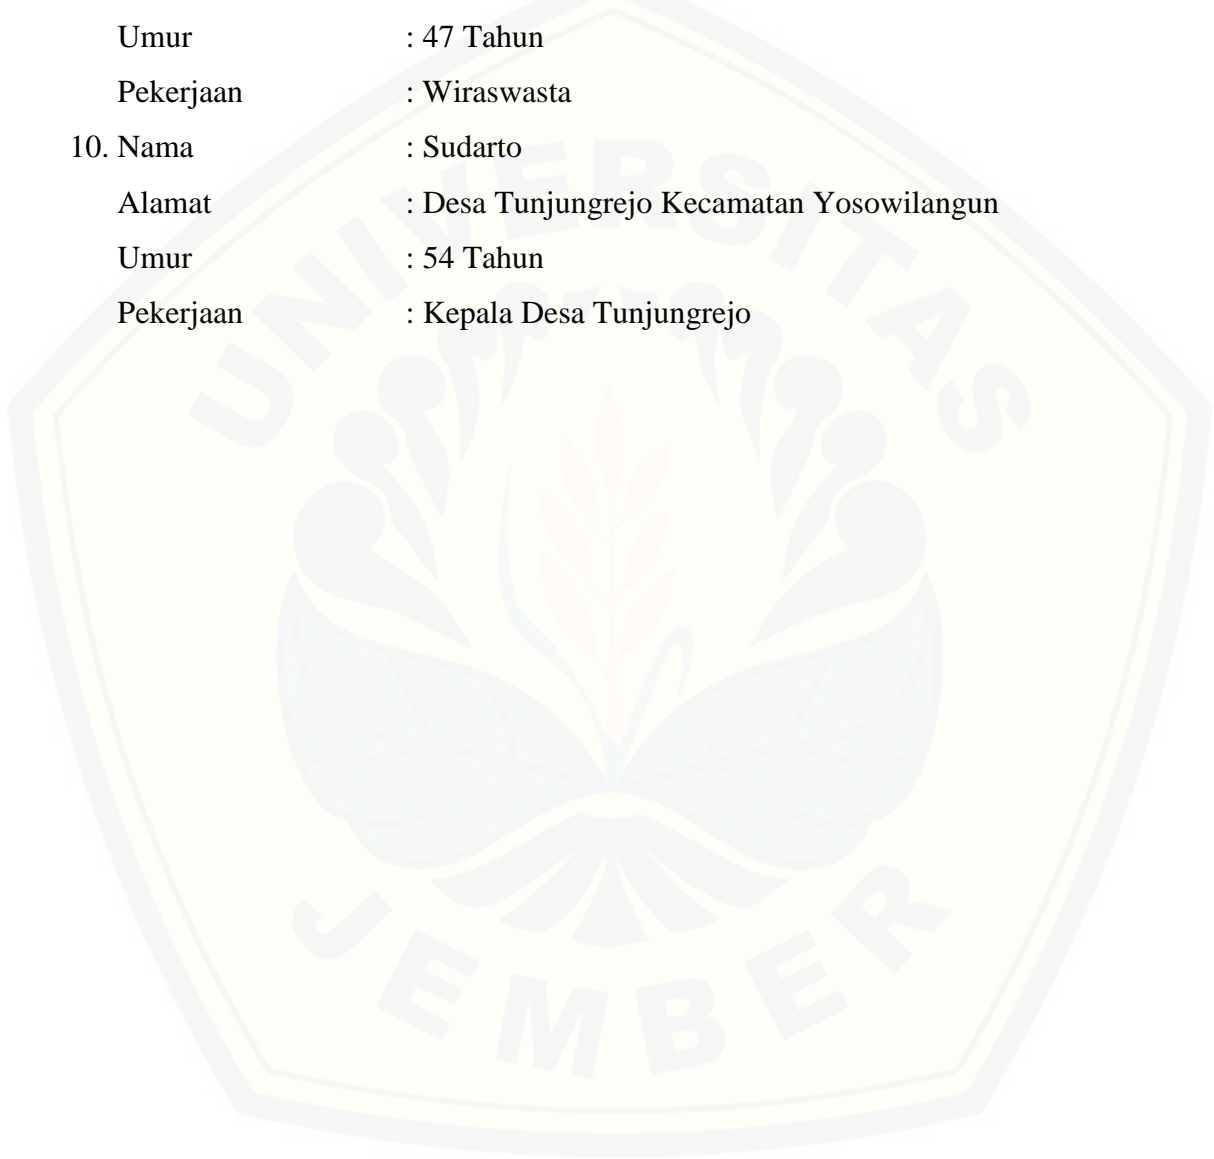 Umur : 47 Tahun
Pekerjaan : Wiraswasta
10. Nama : Sudarto
Alamat : Desa Tunjungrejo Kecamatan Yosowilangun
Umur : 54 Tahun
Pekerjaan : Kepala Desa Tunjungrejo
UNIVERSITAS
JEMBER